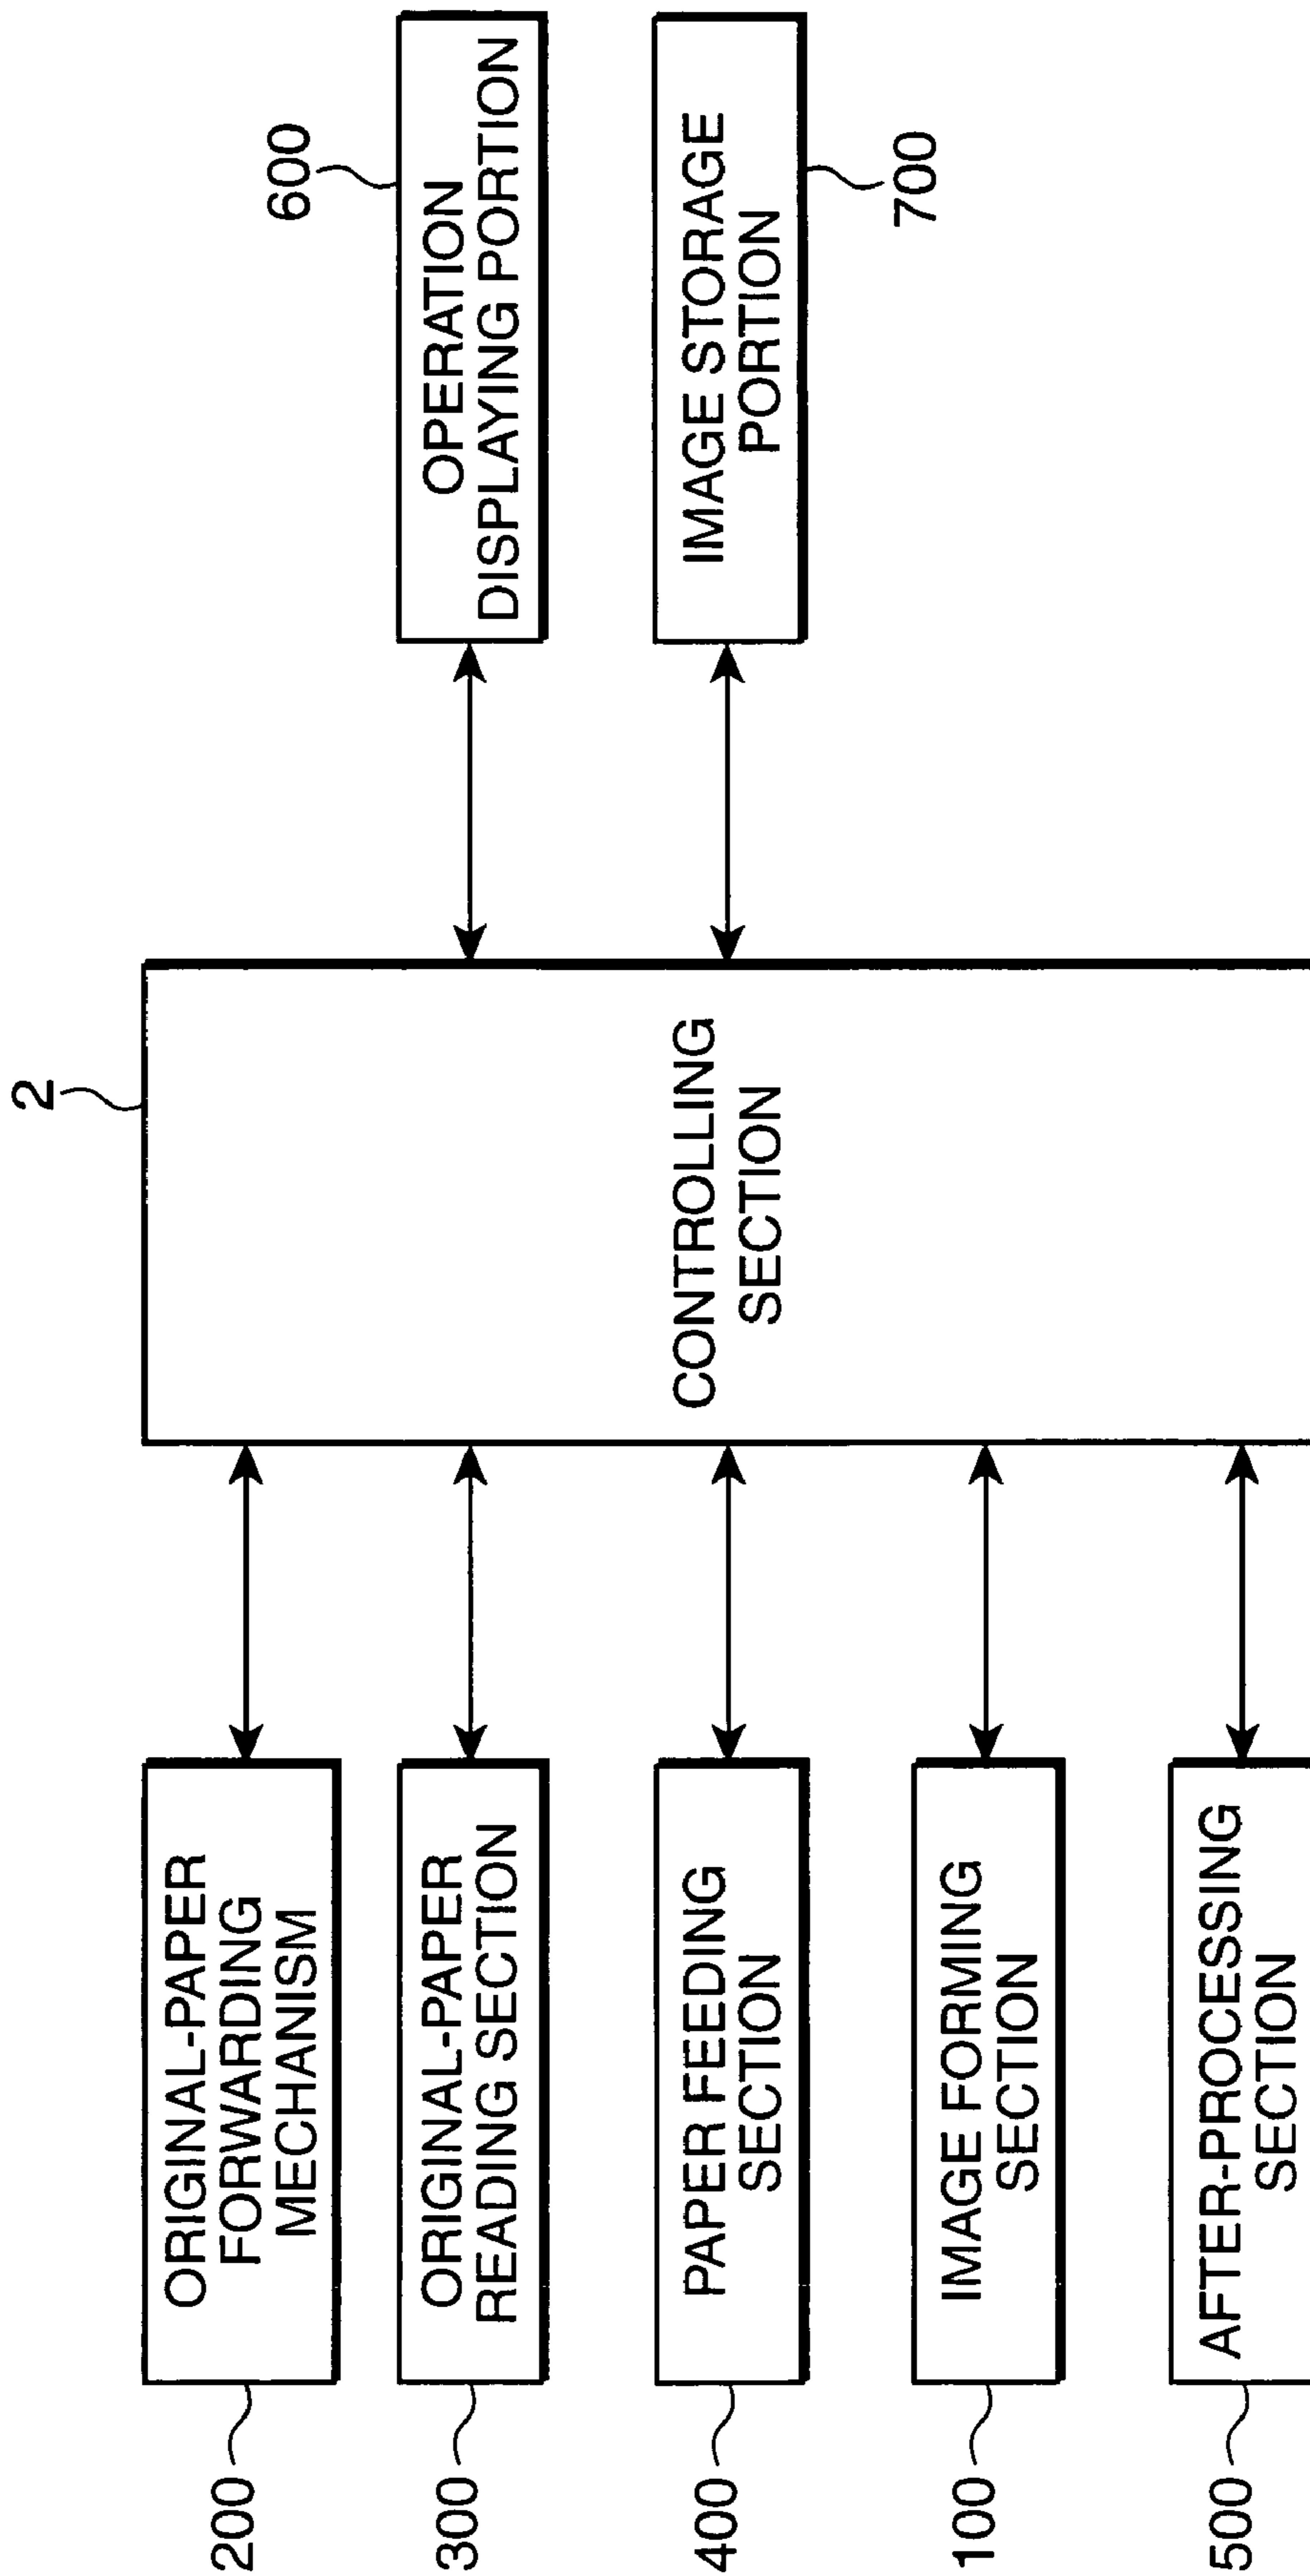 200
ORIGINAL-PAPER
FORWARDING
MECHANISM
300
ORIGINAL-PAPER
READING SECTION
400
PAPER FEEDING
SECTION
100
IMAGE FORMING
SECTION
500
AFTER-PROCESSING
SECTION
2
CONTROLLING
SECTION
600
OPERATION
DISPLAYING PORTION
IMAGE STORAGE
PORTION
700